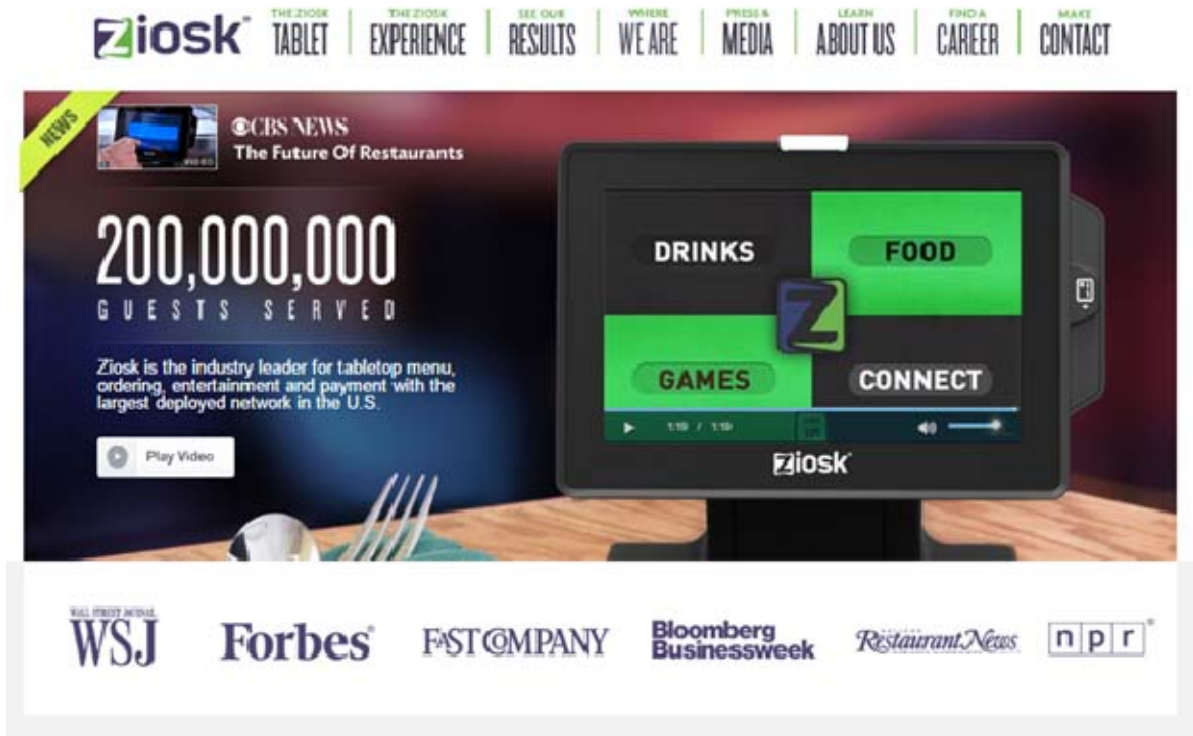 Ziosk
THE ZIOSK
TABLET
THE ZIOSK
EXPERIENCE
SEE OUR
RESULTS
WHERE
WE ARE
PRESS &
MEDIA
LEARN
ABOUT US
FIND A
CAREER
MAKE
CONTACT
NEWS
CBS NEWS
The Future Of Restaurants
200,000,000
GUESTS SERVED
Ziosk is the industry leader for tabletop menu,
ordering, entertainment and payment with the
largest deployed network in the U.S.
Play Video
DRINKS
FOOD
Z
GAMES
CONNECT
1:19 / 1:19
Ziosk
WALL STREET JOURNAL
WSJ
Forbes
FAST COMPANY
Bloomberg
Businessweek
Restaurant News
npr